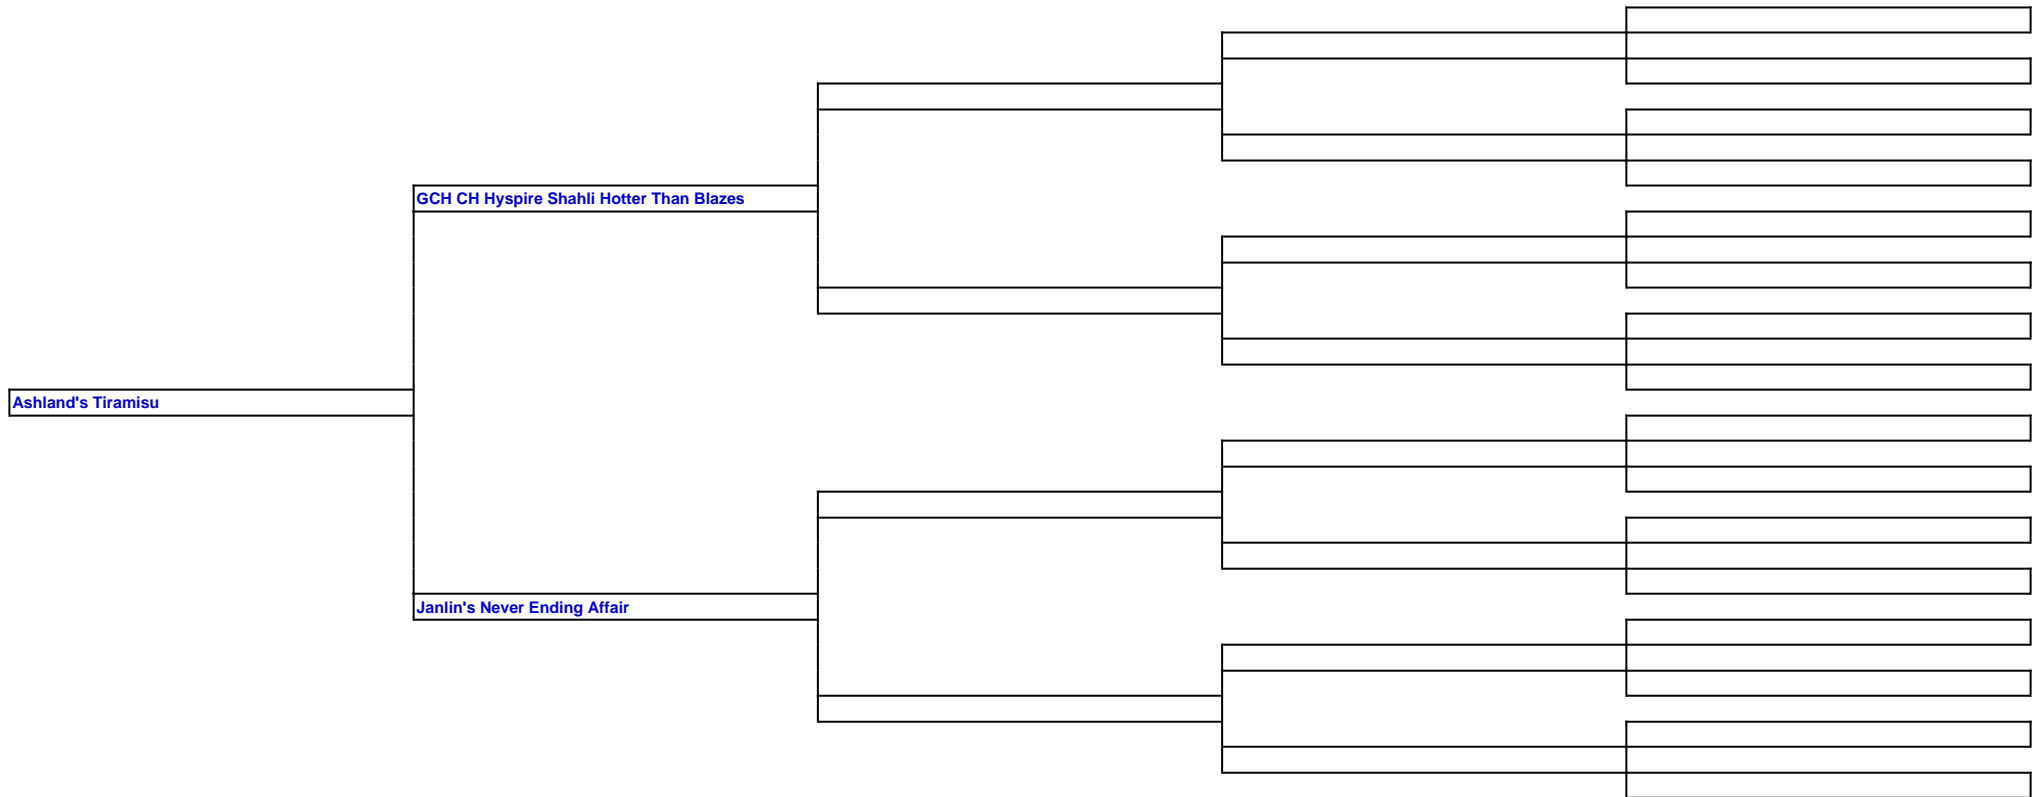 GCH CH Hyspire Shahli Hotter Than Blazes
Ashland's Tiramisu
Janlin's Never Ending Affair